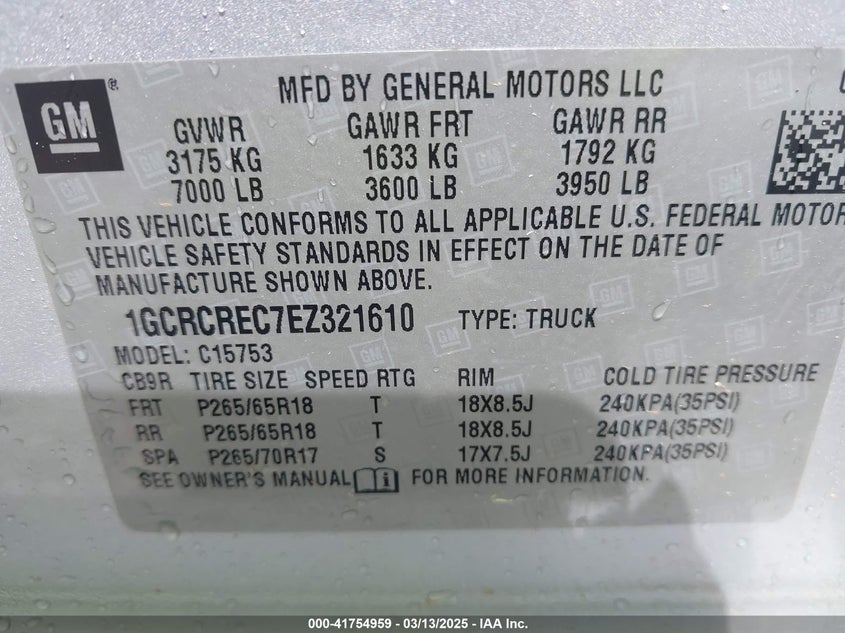 GM ®
MFD BY GENERAL MOTORS LLC
GVWR GAWR FRT GAWR RR
3175 KG 1633 KG 1792 KG
7000 LB 3600 LB 3950 LB
THIS VEHICLE CONFORMS TO ALL APPLICABLE U.S. FEDERAL MOTOR
VEHICLE SAFETY STANDARDS IN EFFECT ON THE DATE OF
MANUFACTURE SHOWN ABOVE.
1GCRCREC7EZ321610 TYPE: TRUCK
MODEL: C15753
CB9R TIRE SIZE SPEED RTG RIM COLD TIRE PRESSURE
FRT P265/65R18 T 18X8.5J 240KPA(35PSI)
RR P265/65R18 T 18X8.5J 240KPA(35PSI)
SPA P265/70R17 S 17X7.5J 240KPA(35PSI)
SEE OWNER'S MANUAL FOR MORE INFORMATION.
000-41754959 — 03/13/2025 — IAA Inc.